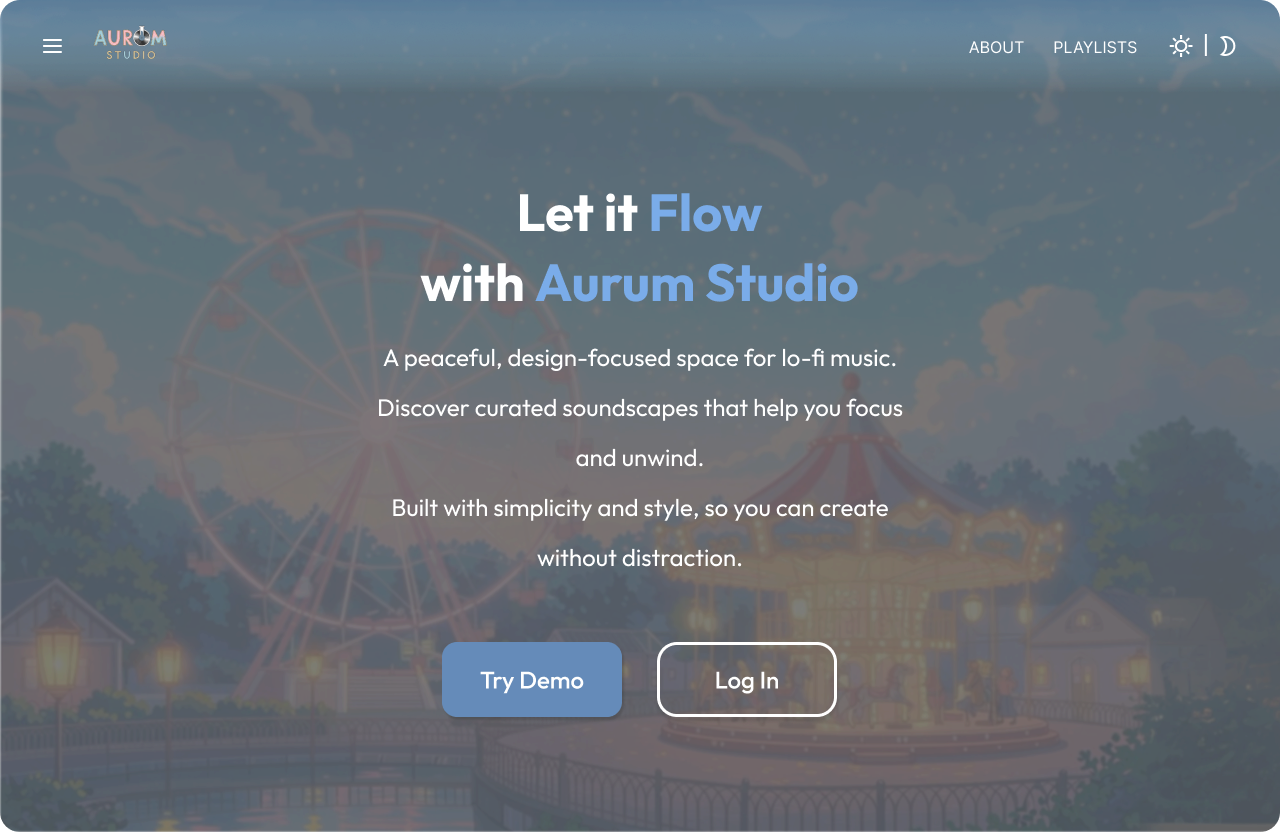 AURUM
STUDIO
ABOUT PLAYLISTS
Let it Flow
with Aurum Studio
A peaceful, design-focused space for lo-fi music.
Discover curated soundscapes that help you focus
and unwind.
Built with simplicity and style, so you can create
without distraction.
Try Demo Log In